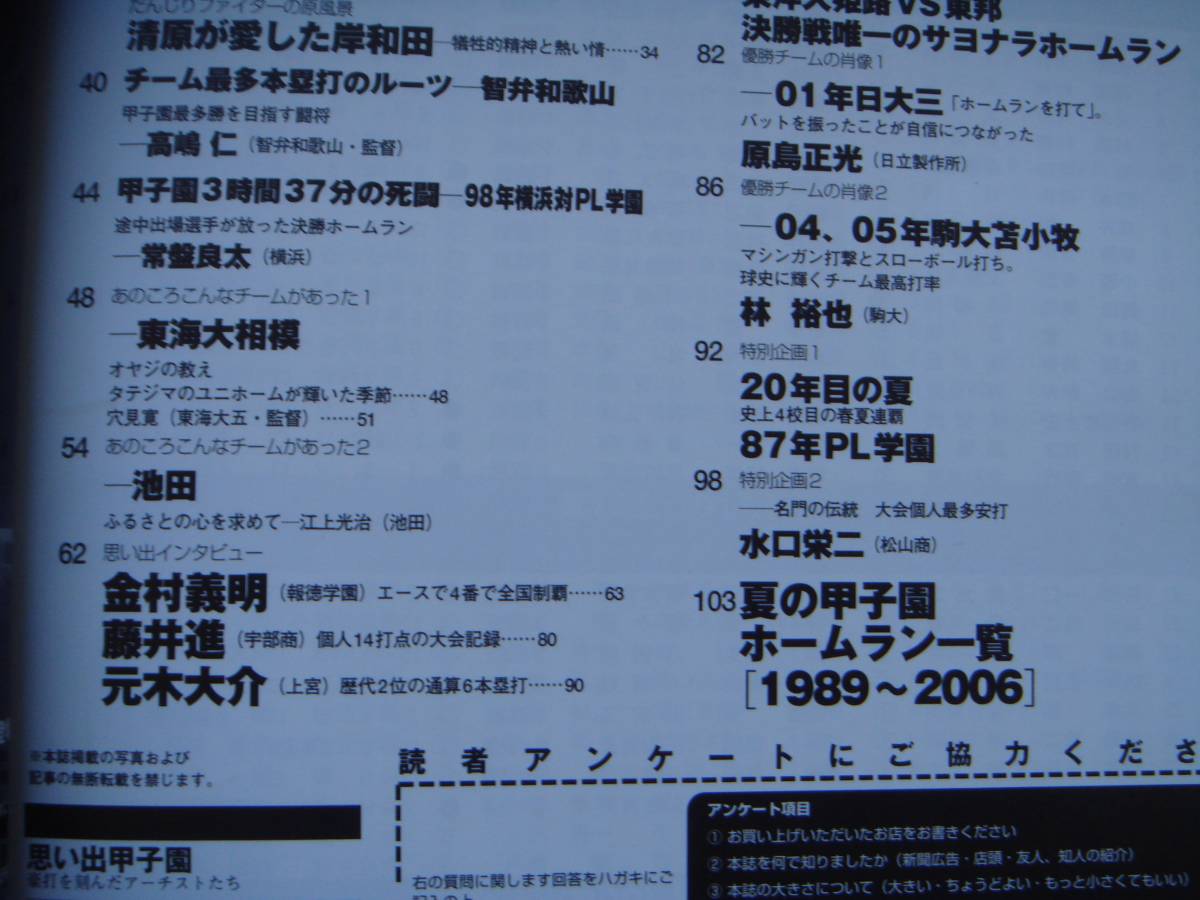 だんじりファイターの原風景
清原が愛した岸和田─犠牲的精神と熱い情……34
40 チーム最多本塁打のルーツ─智弁和歌山
甲子園最多勝を目指す闘将
─高嶋 仁(智弁和歌山・監督)
44 甲子園3時間37分の死闘─98年横浜対PL学園
途中出場選手が放った決勝ホームラン
─常盤良太(横浜)
48 あのころこんなチームがあった1
─東海大相模
オヤジの教え
タテジマのユニホームが輝いた季節……48
穴見寛(東海大五・監督)……51
54 あのころこんなチームがあった2
─池田
ふるさとの心を求めて─江上光治(池田)
62 思い出インタビュー
金村義明(報徳学園)エースで4番で全国制覇……63
藤井進(宇部商)個人14打点の大会記録……80
元木大介(上宮)歴代2位の通算6本塁打……90
東洋大姫路VS東邦
決勝戦唯一のサヨナラホームラン
82 優勝チームの肖像1
─01年日大三「ホームランを打て」。
バットを振ったことが自信につながった
原島正光(日立製作所)
86 優勝チームの肖像2
─04、05年駒大苫小牧
マシンガン打撃とスローボール打ち。
球史に輝くチーム最高打率
林 裕也(駒大)
92 特別企画1
20年目の夏
史上4校目の春夏連覇
87年PL学園
98 特別企画2
──名門の伝統 大会個人最多安打
水口栄二(松山商)
103 夏の甲子園
ホームラン一覧
[1989〜2006]
※本誌掲載の写真および
記事の無断転載を禁じます。
思い出甲子園
豪打を刻んだアーチストたち
読者アンケートにご協力くださ
右の質問に関します回答をハガキにご
アンケート項目
① お買い上げいただいたお店をお書きください
② 本誌を何で知りましたか(新聞広告・店頭・友人、知人の紹介)
③ 本誌の大きさについて(大きい・ちょうどよい・もっと小さくてもいい)